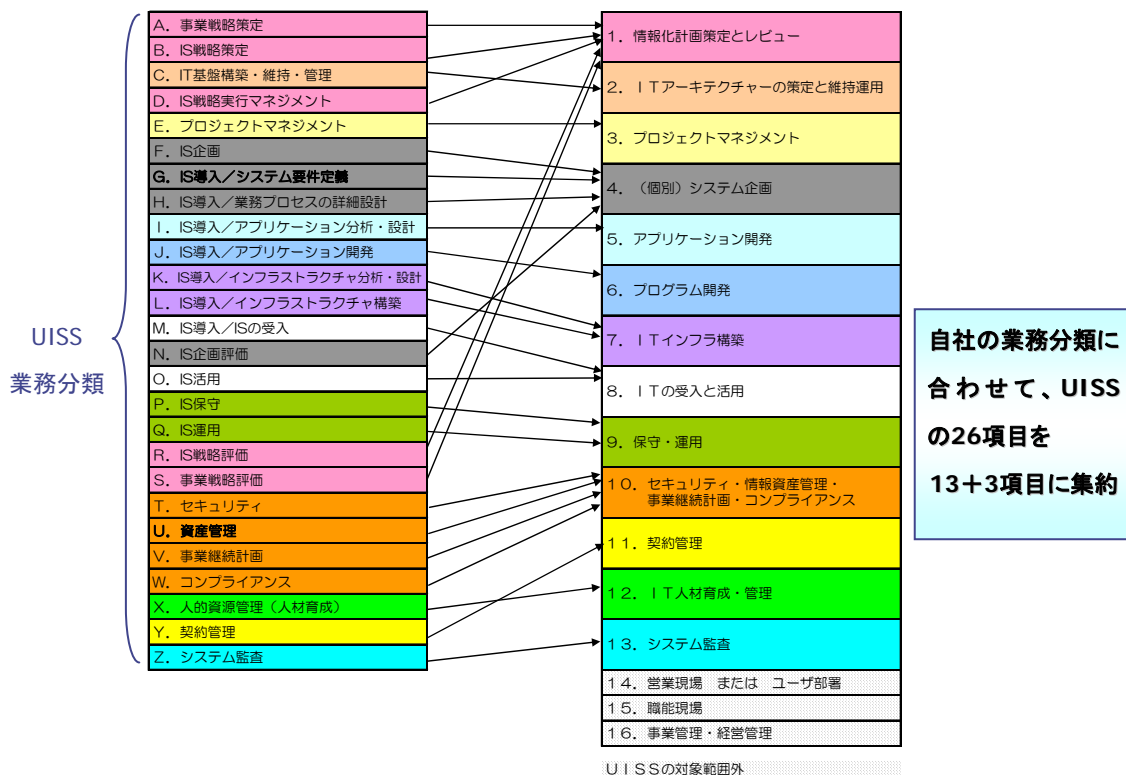 UISS
業務分類
A．事業戦略策定
B．IS戦略策定
C．IT基盤構築・維持・管理
D．IS戦略実行マネジメント
E．プロジェクトマネジメント
F．IS企画
G．IS導入／システム要件定義
H．IS導入／業務プロセスの詳細設計
I．IS導入／アプリケーション分析・設計
J．IS導入／アプリケーション開発
K．IS導入／インフラストラクチャ分析・設計
L．IS導入／インフラストラクチャ構築
M．IS導入／ISの受入
N．IS企画評価
O．IS活用
P．IS保守
Q．IS運用
R．IS戦略評価
S．事業戦略評価
T．セキュリティ
U．資産管理
V．事業継続計画
W．コンプライアンス
X．人的資源管理（人材育成）
Y．契約管理
Z．システム監査
１．情報化計画策定とレビュー
２．ＩＴアーキテクチャーの策定と維持運用
３．プロジェクトマネジメント
４．（個別）システム企画
５．アプリケーション開発
６．プログラム開発
７．ＩＴインフラ構築
８．ＩＴの受入と活用
９．保守・運用
１０．セキュリティ・情報資産管理・
事業継続計画・コンプライアンス
１１．契約管理
１２．ＩＴ人材育成・管理
１３．システム監査
１４．営業現場　または　ユーザ部署
１５．職能現場
１６．事業管理・経営管理
ＵＩＳＳの対象範囲外
自社の業務分類に
合わせて、UISS
の26項目を
13＋3項目に集約